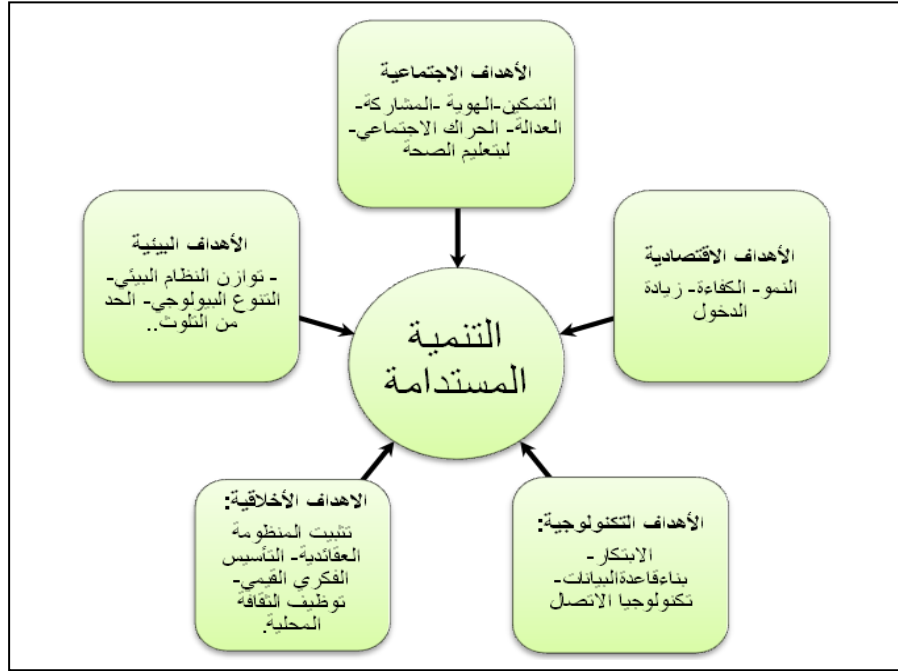 الأهداف الاجتماعية
التمكين-الهوية -المشاركة-
العدالة- الحراك الاجتماعي-
لبتعليم الصحة
الأهداف الاقتصادية
النمو- الكفاءة- زيادة
الدخول
الأهداف البيئية
- توازن النظام البيئي-
التنوع البيولوجي- الحد
من التلوث..
التنمية
المستدامة
الأهداف التكنولوجية:
الابتكار-
بناءقاعدةالبيانات-
تكنولوجيا الاتصال
الاهداف الأخلاقية:
تثبيت المنظومة
العقائدية- التأسيس
الفكري القيمي-
توظيف الثقافة
المحلية.